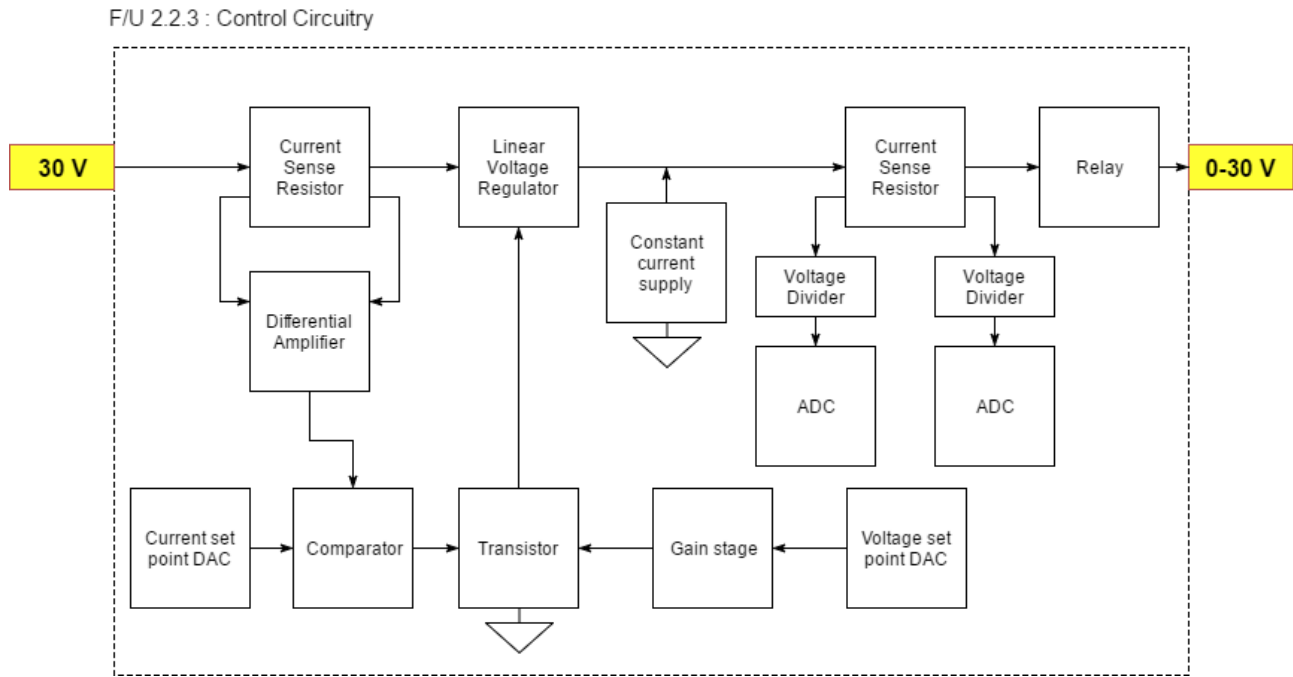 F/U 2.2.3 : Control Circuitry
30 V
Current
Sense
Resistor
Linear
Voltage
Regulator
Current
Sense
Resistor
Relay
0-30 V
Constant
current
supply
Voltage
Divider
Voltage
Divider
Differential
Amplifier
ADC
ADC
Current set
point DAC
Comparator
Transistor
Gain stage
Voltage set
point DAC